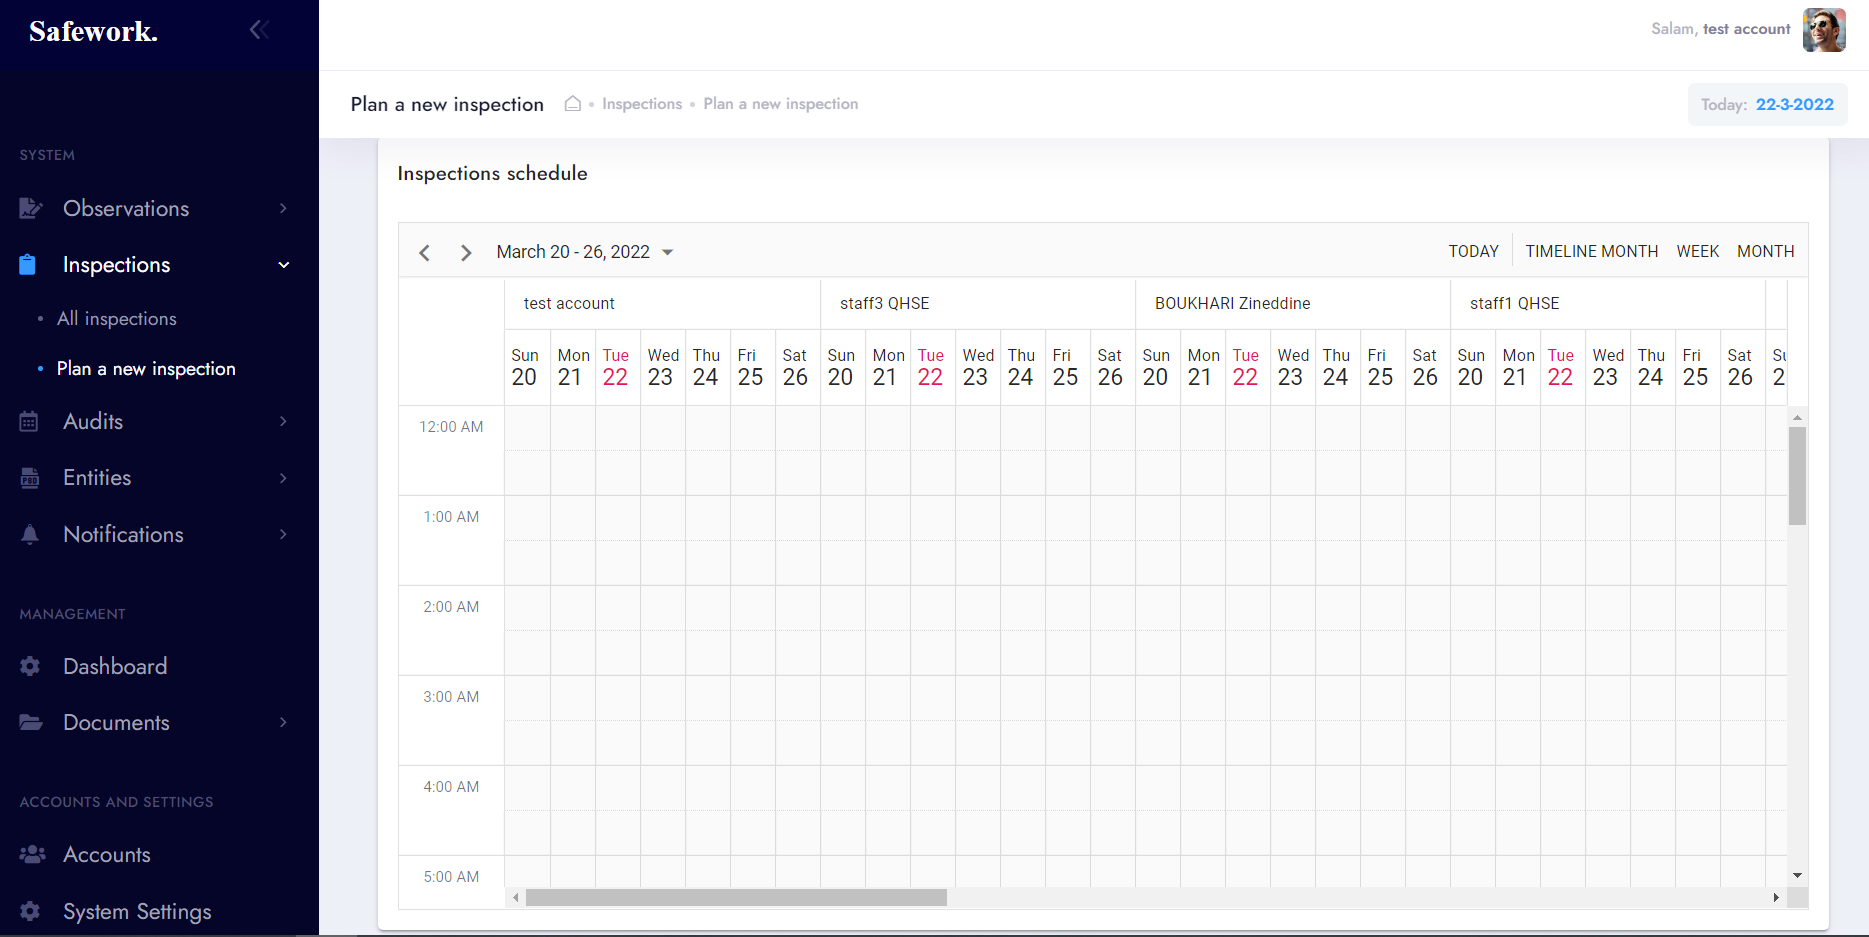 Safework.
Salam, test account
Plan a new inspection
Inspections
Plan a new inspection
Today: 22-3-2022
SYSTEM
Observations
Inspections
All inspections
Plan a new inspection
Audits
Entities
Notifications
MANAGEMENT
Dashboard
Documents
ACCOUNTS AND SETTINGS
Accounts
System Settings
Inspections schedule
March 20 - 26, 2022
TODAY TIMELINE MONTH WEEK MONTH
test account staff3 QHSE BOUKHARI Zineddine staff1 QHSE
Sun Mon Tue Wed Thu Fri Sat Sun Mon Tue Wed Thu Fri Sat Sun Mon Tue Wed Thu Fri Sat Sun Mon Tue Wed Thu Fri Sat
20 21 22 23 24 25 26 20 21 22 23 24 25 26 20 21 22 23 24 25 26 20 21 22 23 24 25 26 2
12:00 AM
1:00 AM
2:00 AM
3:00 AM
4:00 AM
5:00 AM